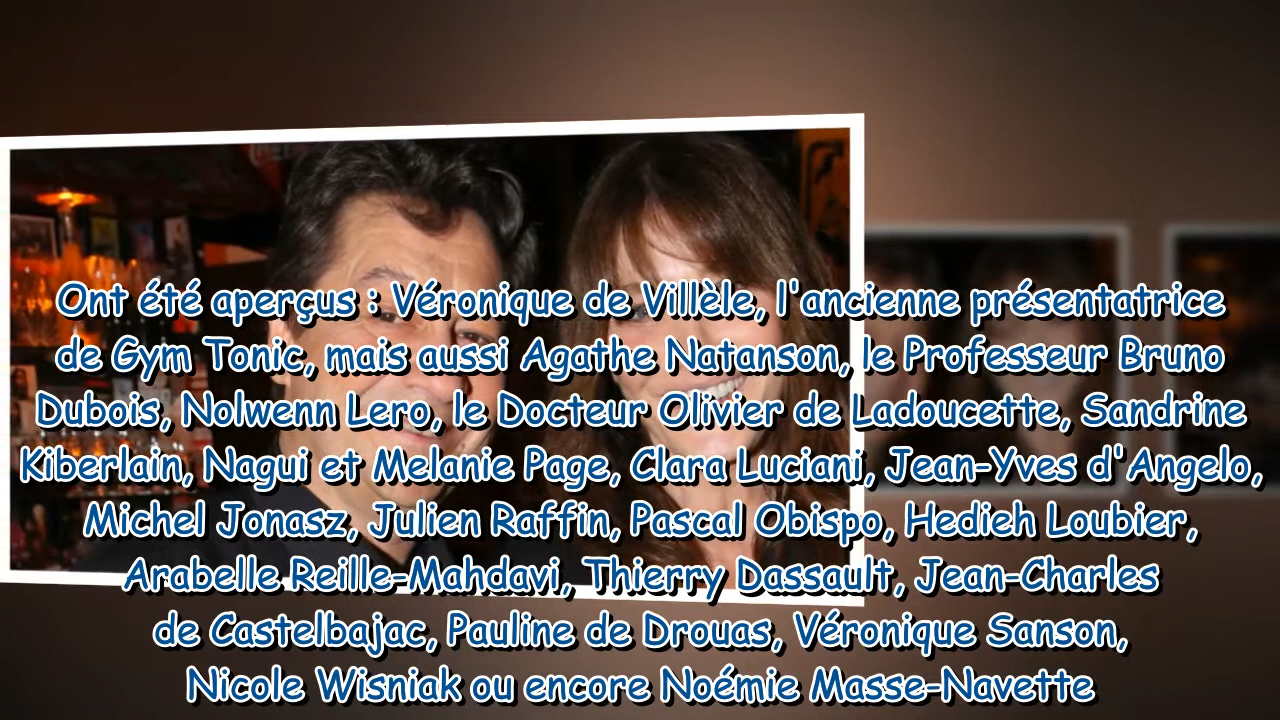 Ont été aperçus : Véronique de Villèle, l'ancienne présentatrice
de Gym Tonic, mais aussi Agathe Natanson, le Professeur Bruno
Dubois, Nolwenn Lero, le Docteur Olivier de Ladoucette, Sandrine
Kiberlain, Nagui et Melanie Page, Clara Luciani, Jean-Yves d'Angelo,
Michel Jonasz, Julien Raffin, Pascal Obispo, Hedieh Loubier,
Arabelle Reille-Mahdavi, Thierry Dassault, Jean-Charles
de Castelbajac, Pauline de Drouas, Véronique Sanson,
Nicole Wisniak ou encore Noémie Masse-Navette